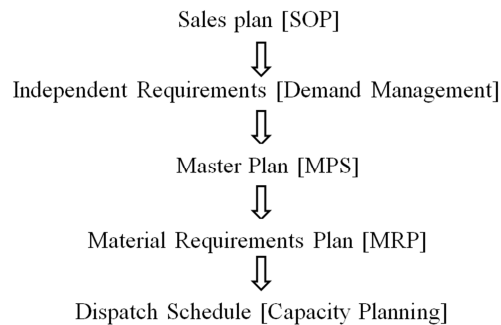 Sales plan [SOP]
Independent Requirements [Demand Management]
Master Plan [MPS]
Material Requirements Plan [MRP]
Dispatch Schedule [Capacity Planning]